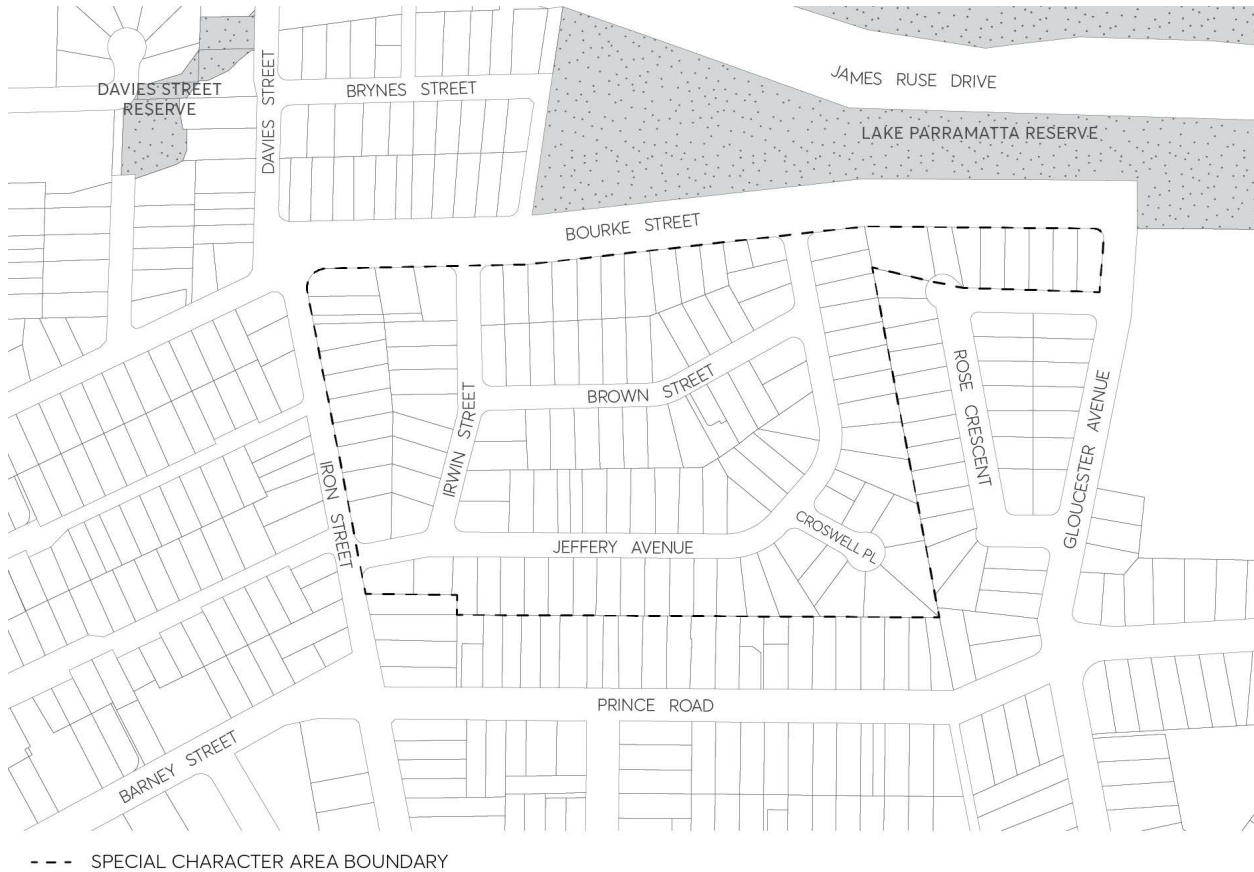 JAMES RUSE DRIVE
DAVIES STREET
RESERVE
DAVIES STREET
BRYNES STREET
LAKE PARRAMATTA RESERVE
BOURKE STREET
BROWN STREET
IRWIN STREET
IRON STREET
ROSE CRESCENT
GLOUCESTER AVENUE
JEFFERY AVENUE
CROSWELL PL
PRINCE ROAD
BARNEY STREET
SPECIAL CHARACTER AREA BOUNDARY